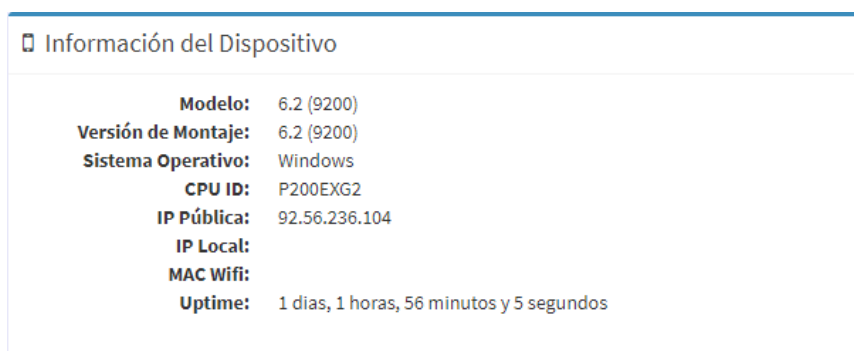 Información del Dispositivo
Modelo: 6.2 (9200)
Versión de Montaje: 6.2 (9200)
Sistema Operativo: Windows
CPU ID: P200EXG2
IP Pública: 92.56.236.104
IP Local:
MAC Wifi:
Uptime: 1 dias, 1 horas, 56 minutos y 5 segundos